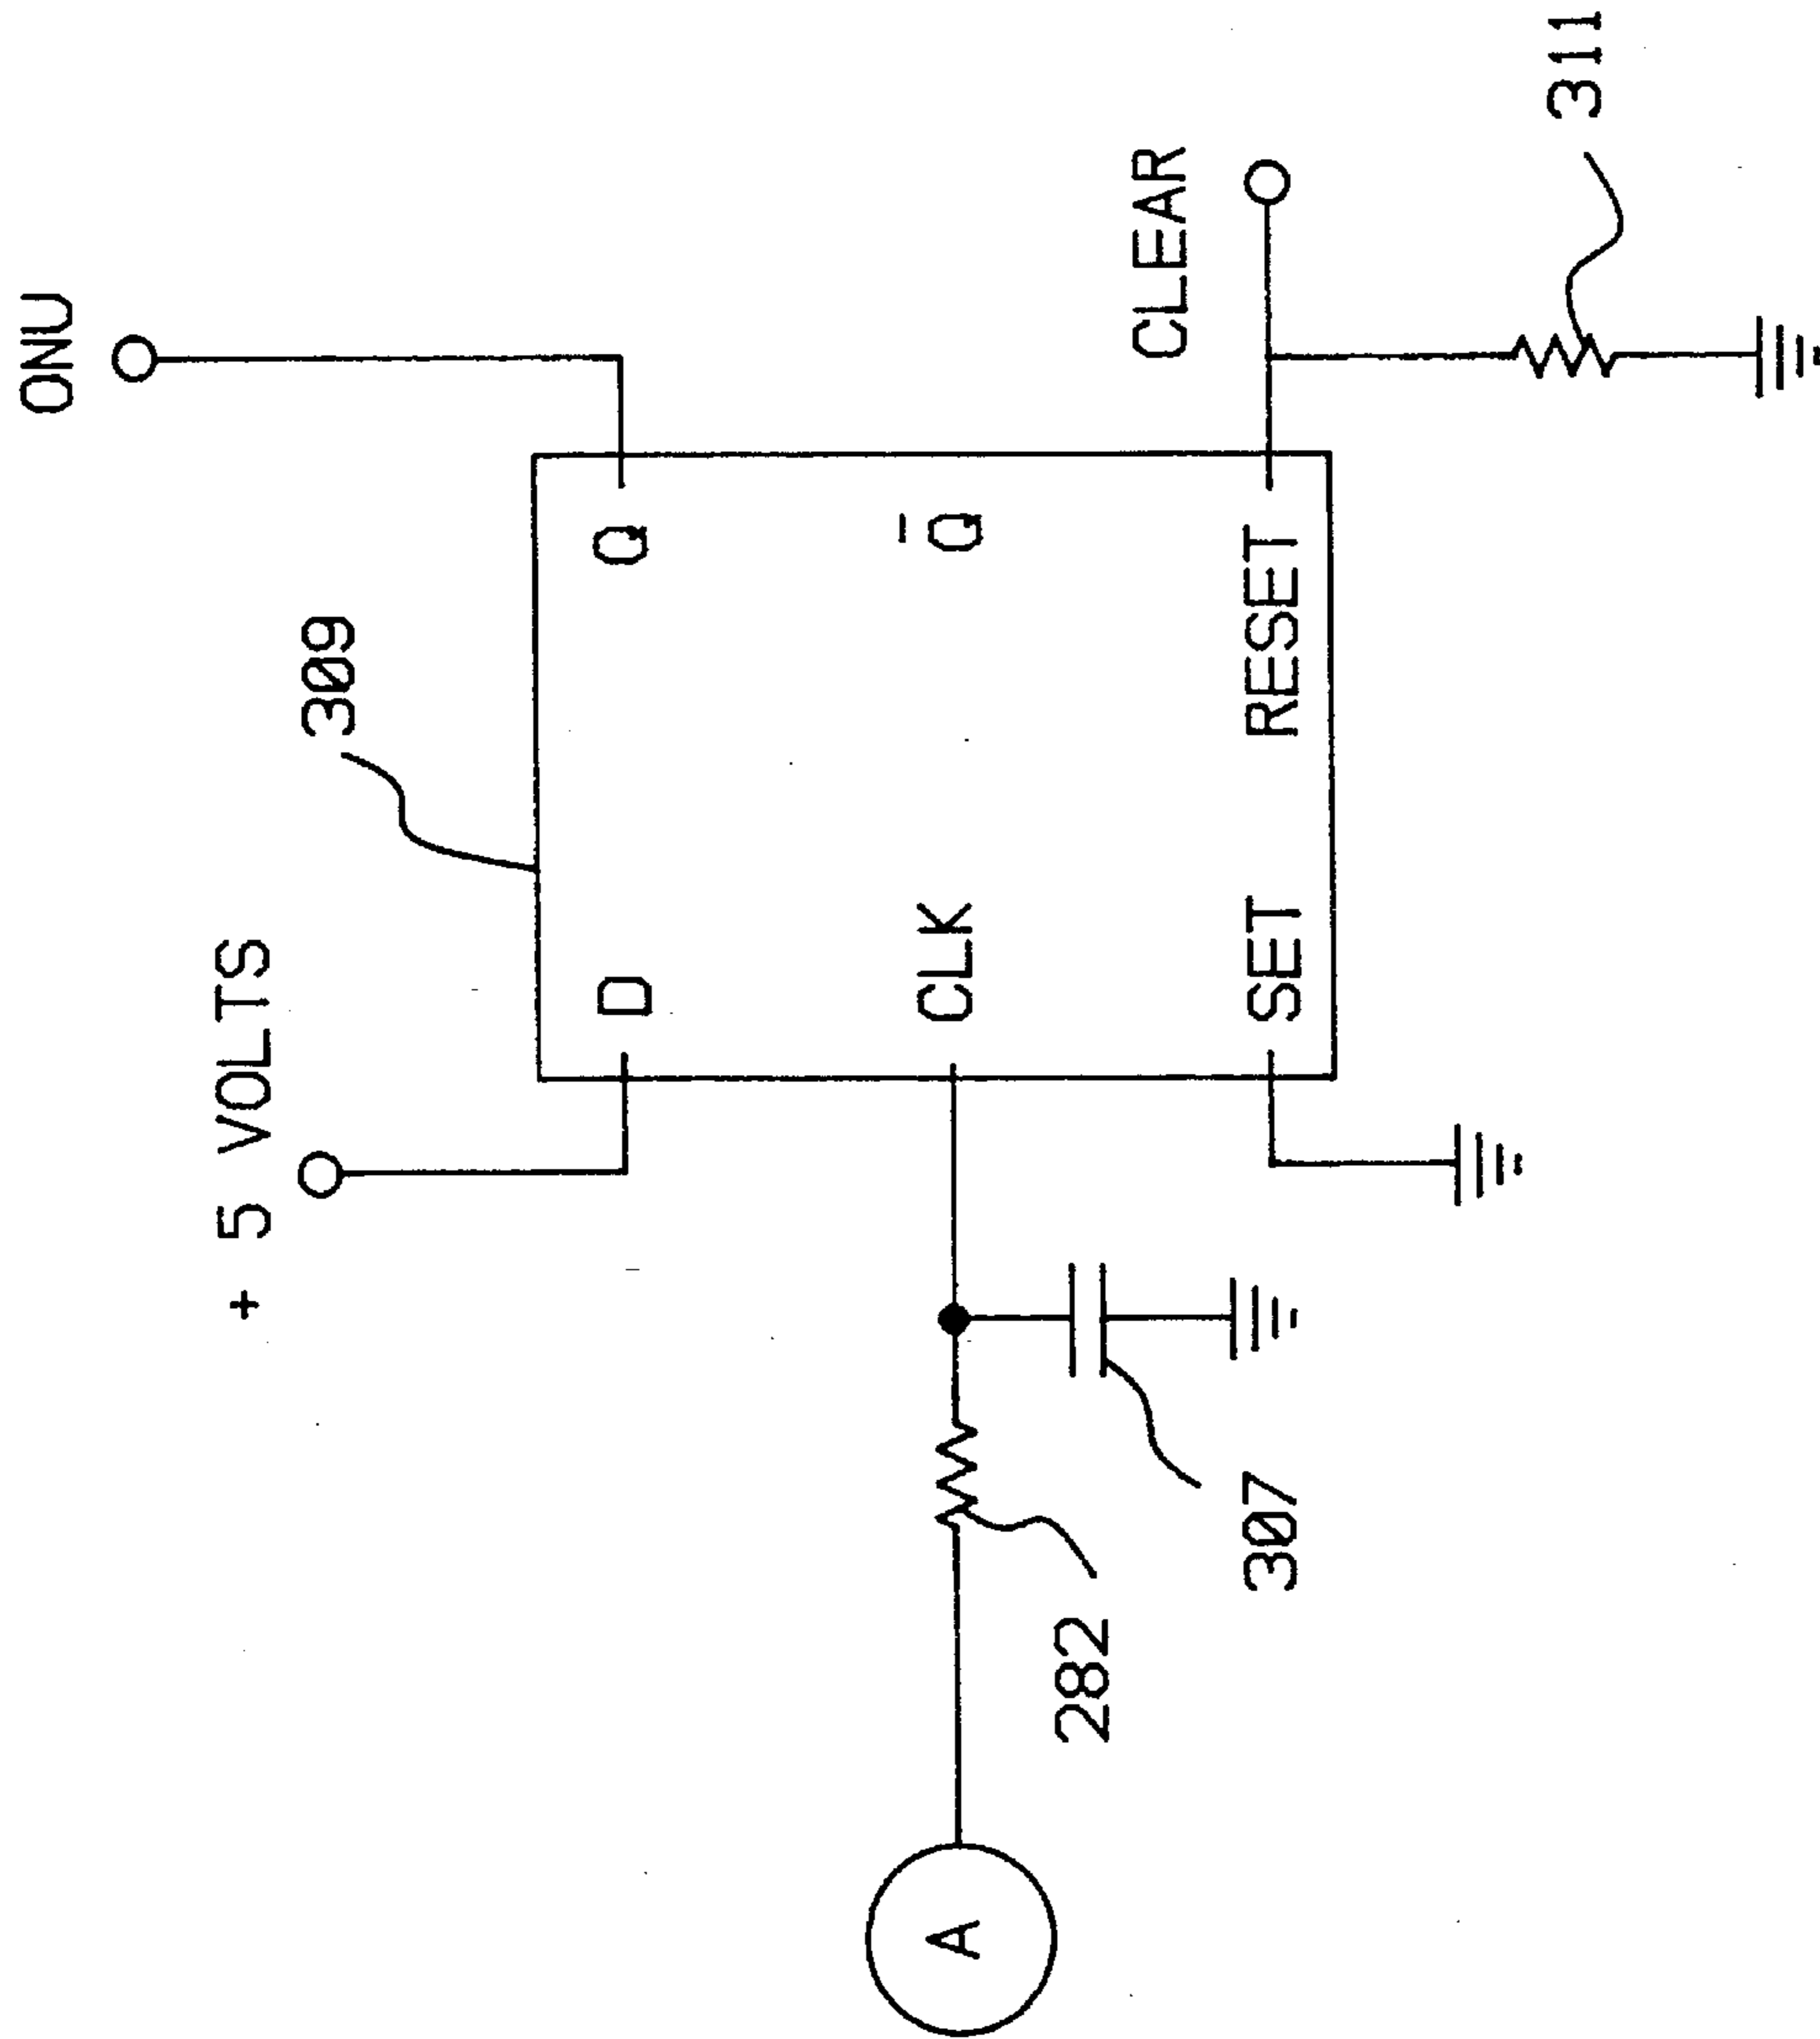 ONU
+ 5 VOLTS
309
D
Q
A
CLK
Q̄
282
CLEAR
307
SET
RESET
311